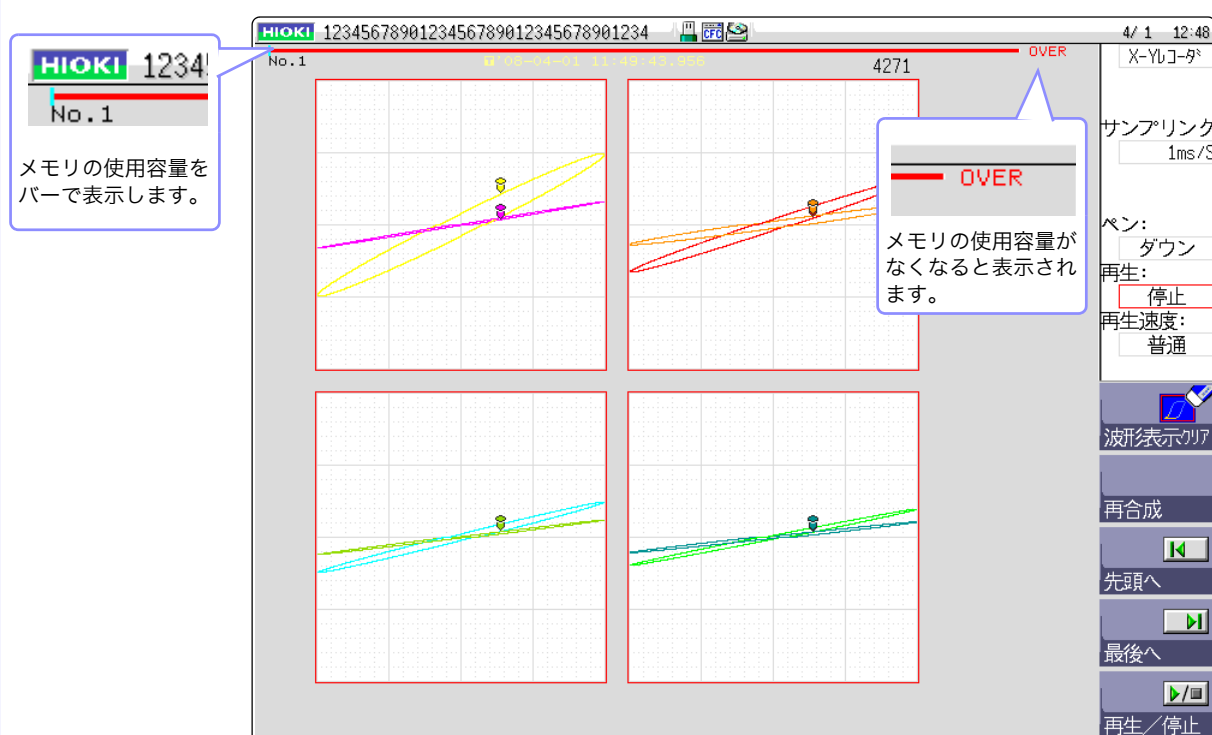 HIOKI 12345678901234567890123456789012​34 CFC 4/ 1 12:48
No.1 '08-04-01 11:49:43.956 4271 OVER
HIOKI 1234
No.1
メモリの使用容量を
バーで表示します。
OVER
メモリの使用容量が
なくなると表示され
ます。
X-Yレコーダ
サンプリング
1ms/S
ペン:
ダウン
再生:
停止
再生速度:
普通
波形表示クリア
再合成
先頭へ
最後へ
再生／停止